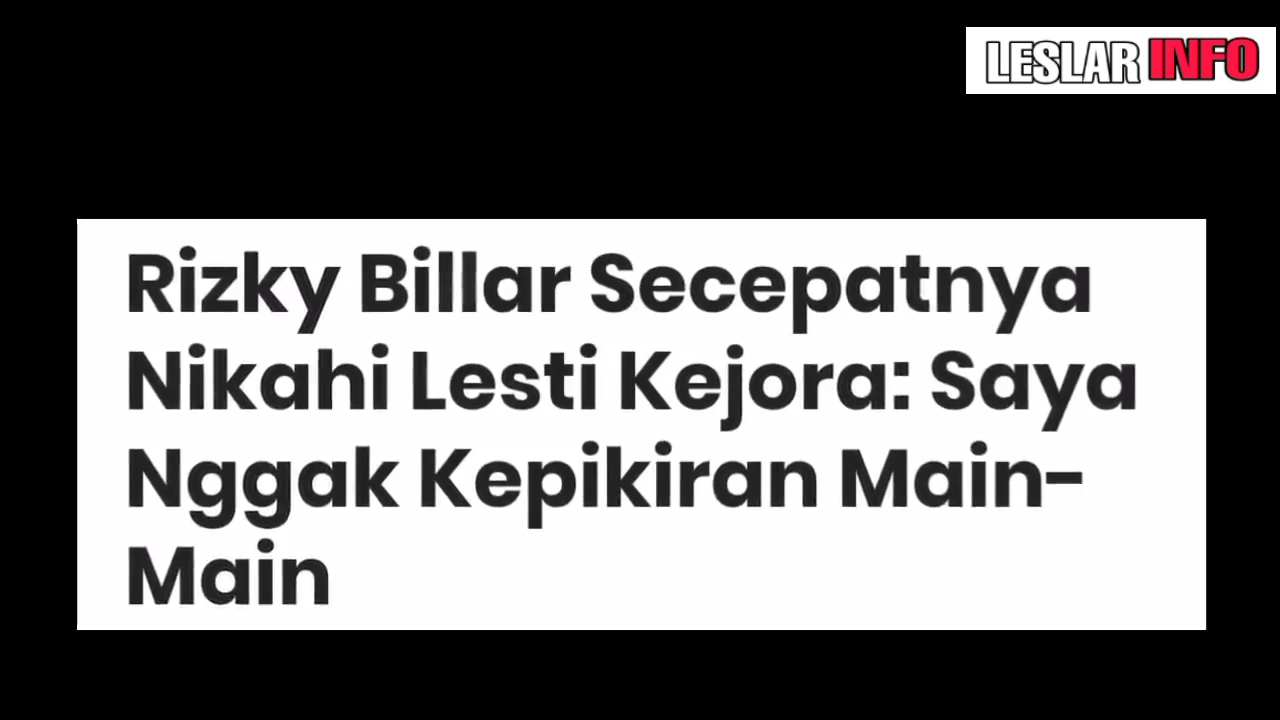 LESLAR INFO
Rizky Billar Secepatnya
Nikahi Lesti Kejora: Saya
Nggak Kepikiran Main-
Main